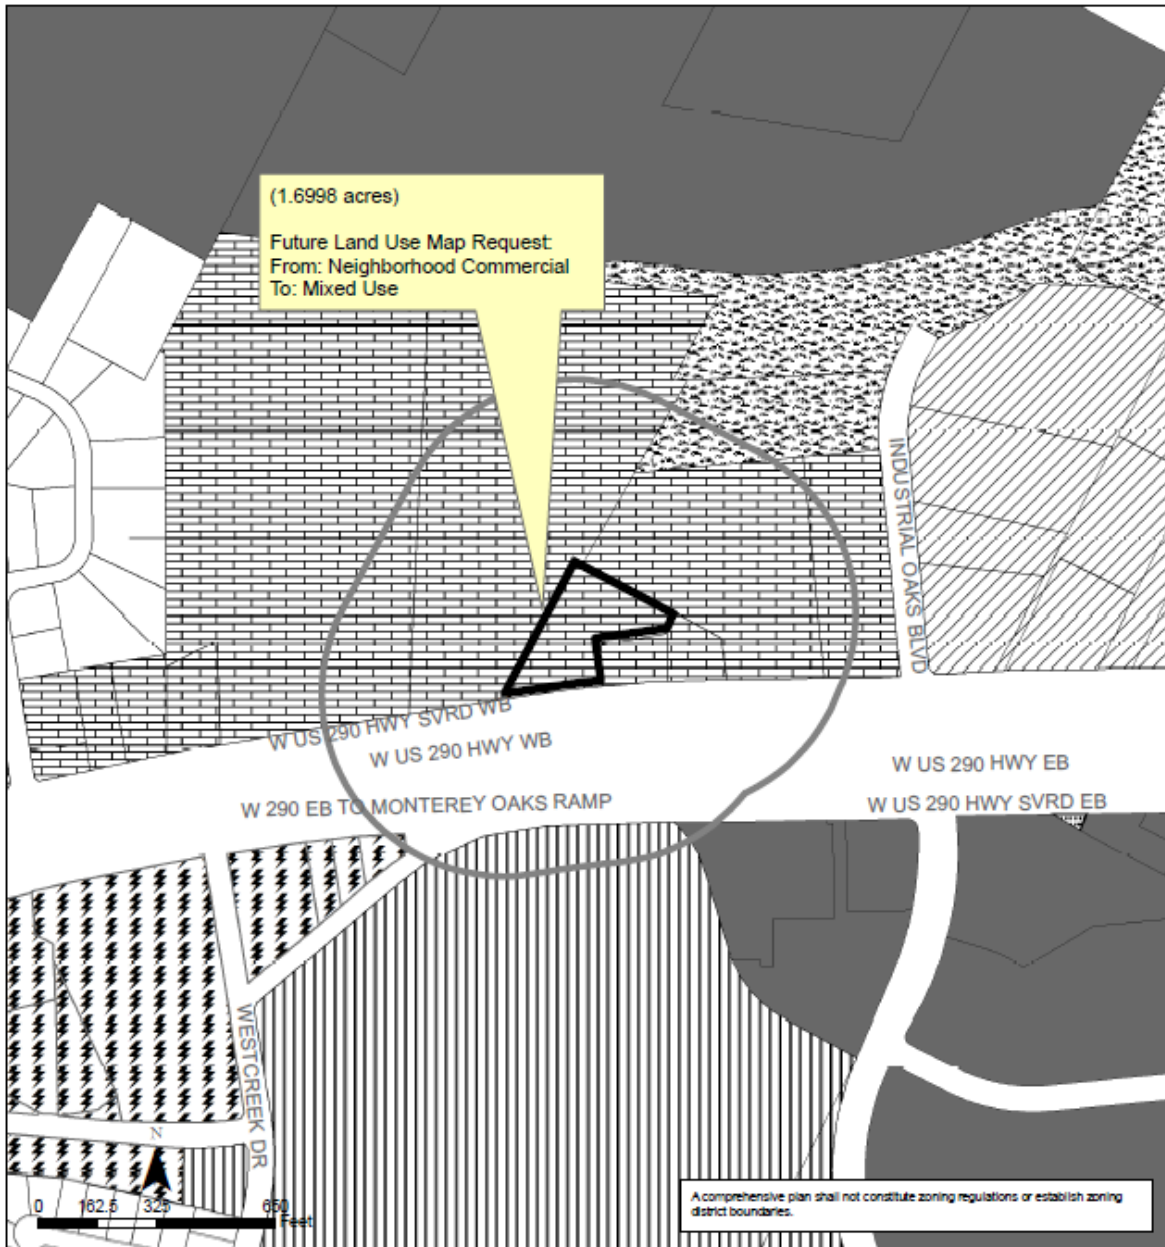 (1.6998 acres)
Future Land Use Map Request:
From: Neighborhood Commercial
To: Mixed Use
INDUSTRIAL OAKS BLVD
W US 290 HWY SVRD WB
W US 290 HWY WB
W US 290 HWY EB
W 290 EB TO MONTEREY OAKS RAMP
W US 290 HWY SVRD EB
WESTCREEK DR
N
0 162.5 325 650
Feet
A comprehensive plan shall not constitute zoning regulations or establish zoning
district boundaries.